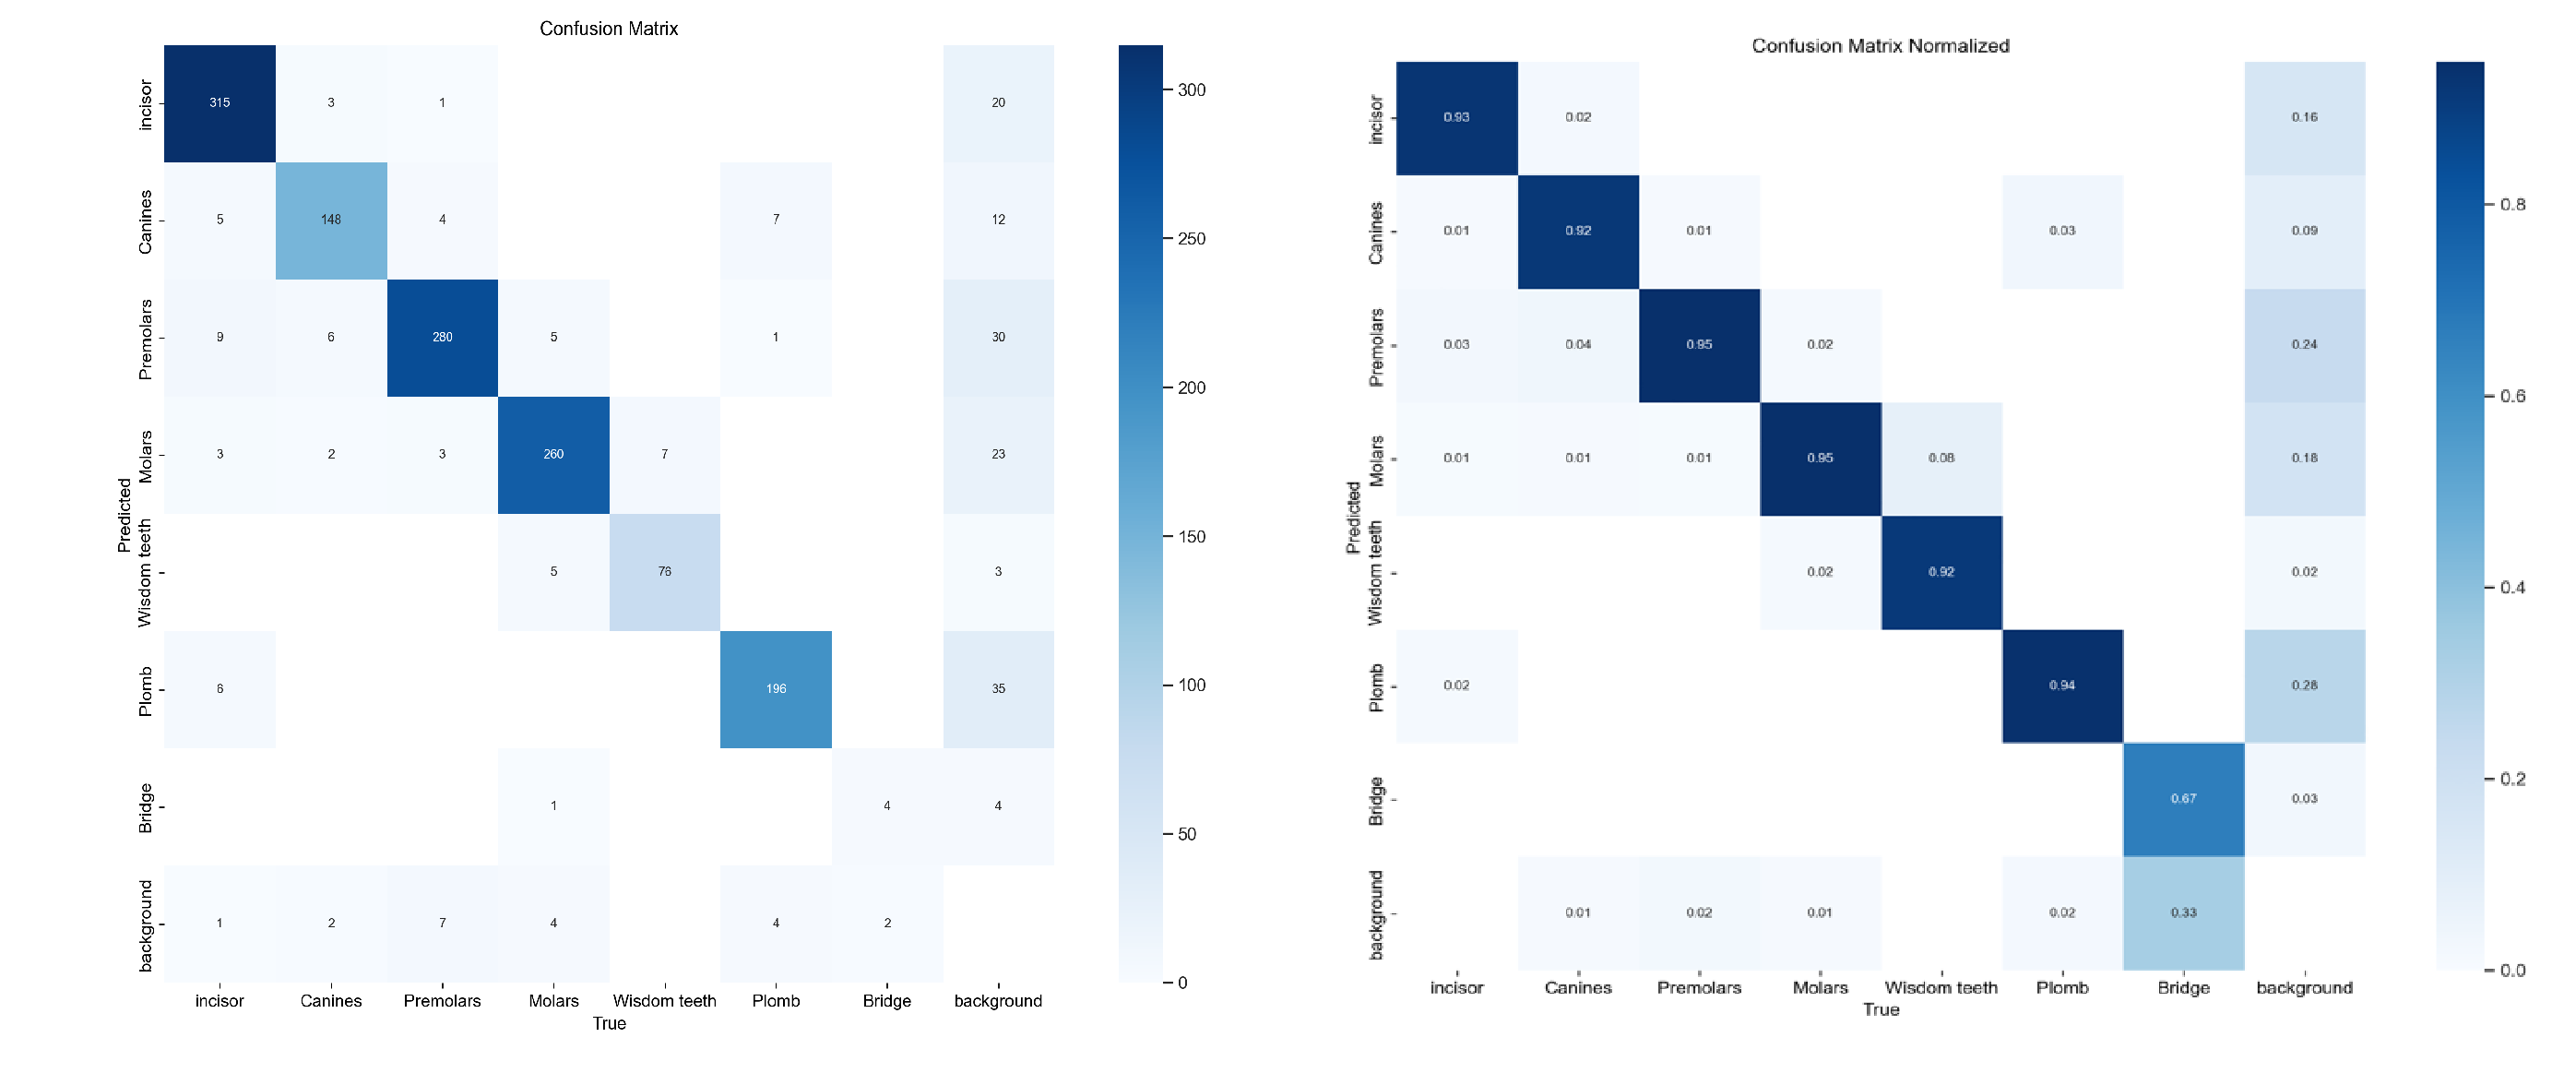 Confusion Matrix
incisor 315 3 1 20
Canines 5 148 4 7 12
Premolars 9 6 280 5 1 30
Molars 3 2 3 260 7 23
Wisdom teeth 5 76 3
Plomb 6 196 35
Bridge 1 4 4
background 1 2 7 4 4 2
Predicted
incisor Canines Premolars Molars Wisdom teeth Plomb Bridge background
True
300
250
200
150
100
50
0
Confusion Matrix Normalized
incisor 0.93 0.02 0.16
Canines 0.01 0.92 0.01 0.03 0.09
Premolars 0.03 0.04 0.95 0.02 0.24
Molars 0.01 0.01 0.01 0.95 0.08 0.18
Wisdom teeth 0.02 0.92 0.02
Plomb 0.02 0.94 0.28
Bridge 0.67 0.03
background 0.01 0.02 0.01 0.02 0.33
Predicted
incisor Canines Premolars Molars Wisdom teeth Plomb Bridge background
True
0.8
0.6
0.4
0.2
0.0